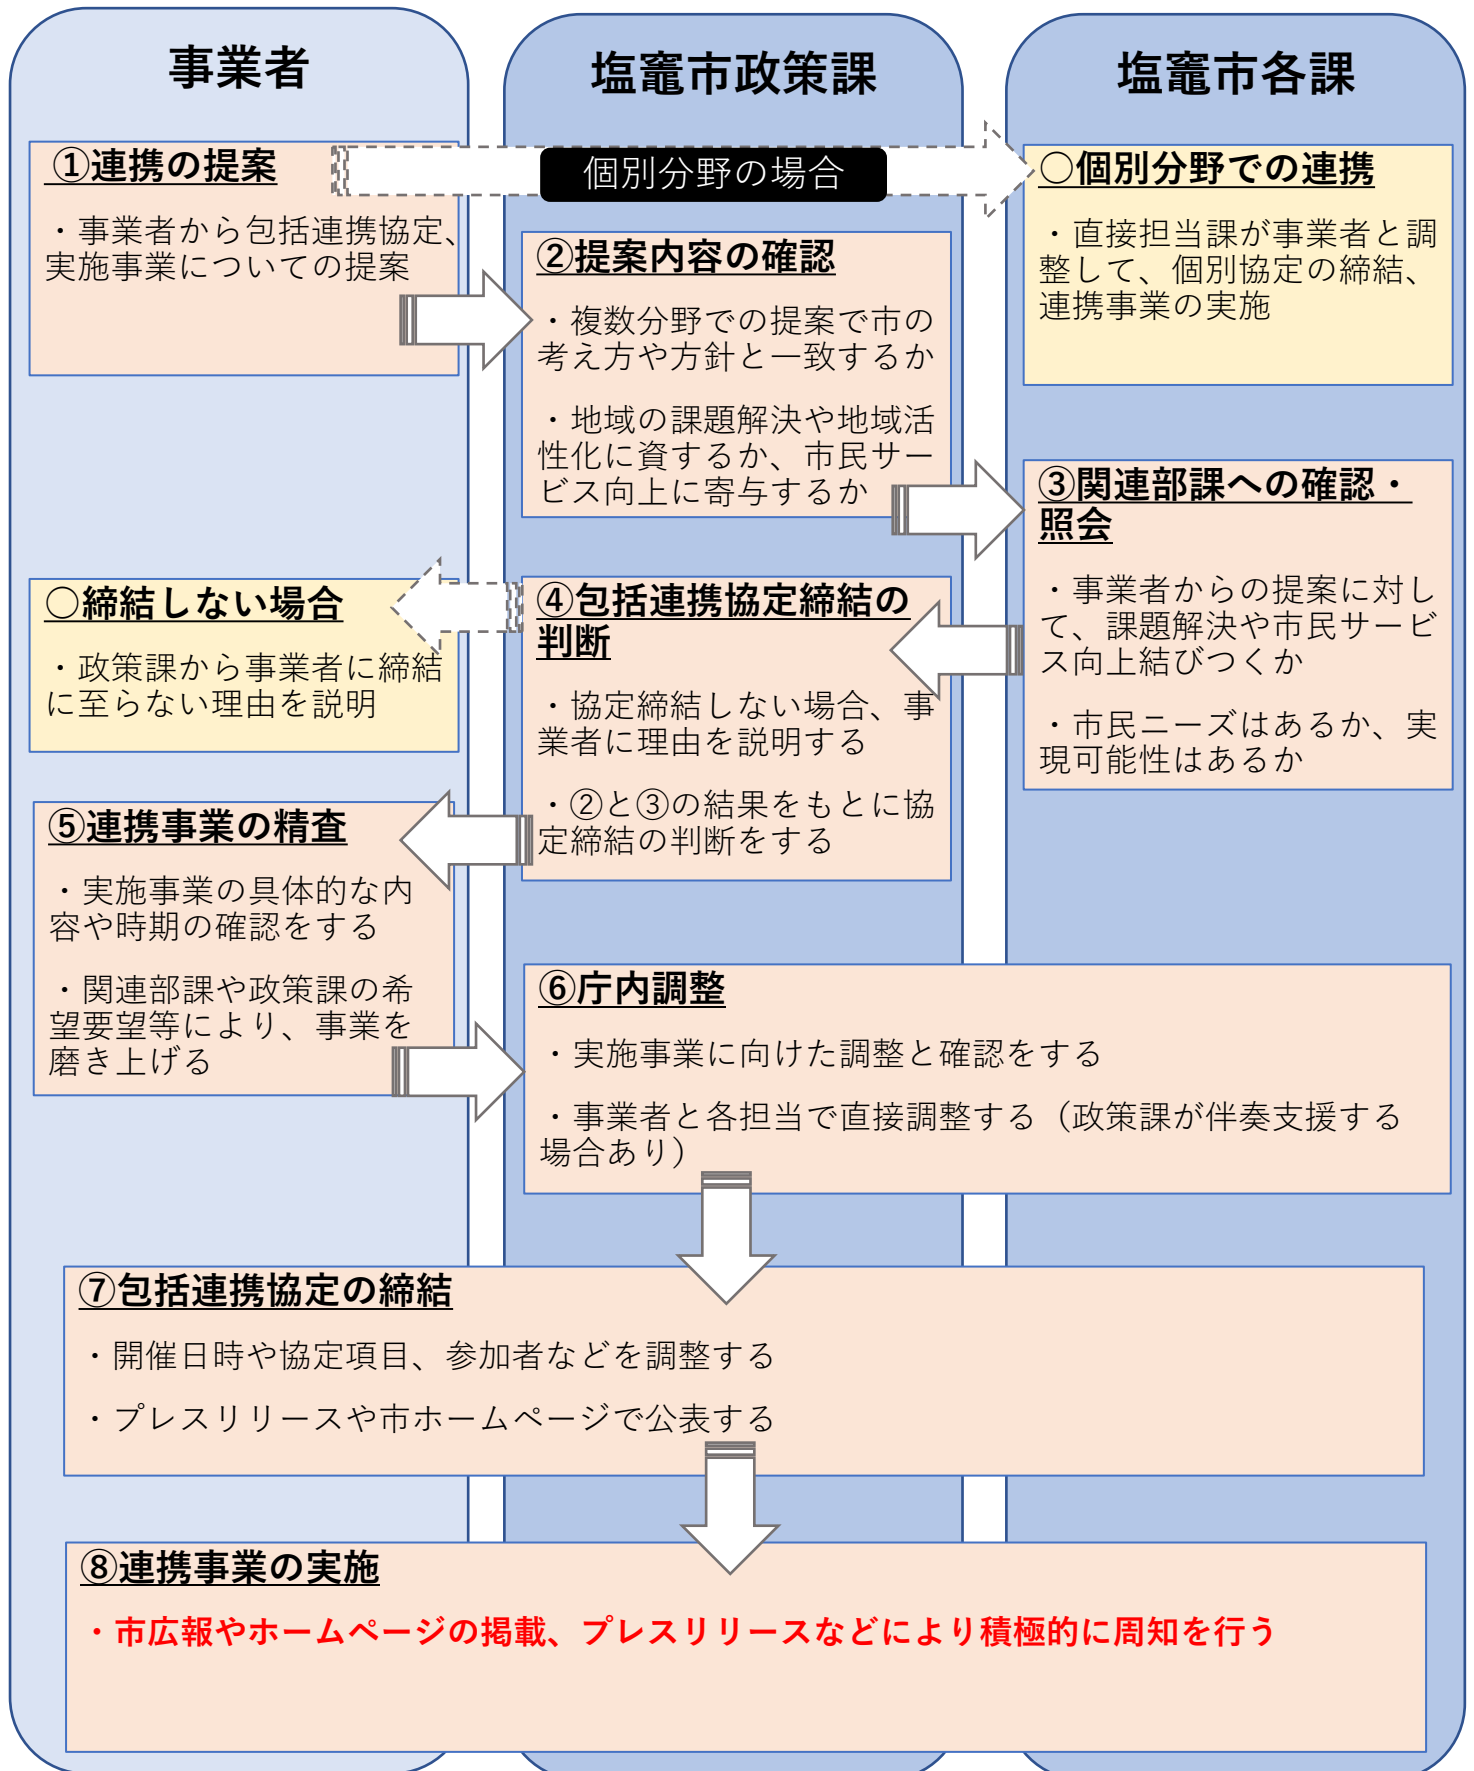 事業者
塩竈市政策課
塩竈市各課
①連携の提案
・事業者から包括連携協定、
実施事業についての提案
個別分野の場合
○個別分野での連携
・直接担当課が事業者と調
整して、個別協定の締結、
連携事業の実施
②提案内容の確認
・複数分野での提案で市の
考え方や方針と一致するか
・地域の課題解決や地域活
性化に資するか、市民サー
ビス向上に寄与するか
③関連部課への確認・
照会
・事業者からの提案に対し
て、課題解決や市民サービ
ス向上結びつくか
・市民ニーズはあるか、実
現可能性はあるか
④包括連携協定締結の
判断
・協定締結しない場合、事
業者に理由を説明する
・②と③の結果をもとに協
定締結の判断をする
○締結しない場合
・政策課から事業者に締結
に至らない理由を説明
⑤連携事業の精査
・実施事業の具体的な内
容や時期の確認をする
・関連部課や政策課の希
望要望等により、事業を
磨き上げる
⑥庁内調整
・実施事業に向けた調整と確認をする
・事業者と各担当で直接調整する（政策課が伴奏支援する
場合あり）
⑦包括連携協定の締結
・開催日時や協定項目、参加者などを調整する
・プレスリリースや市ホームページで公表する
⑧連携事業の実施
・市広報やホームページの掲載、プレスリリースなどにより積極的に周知を行う